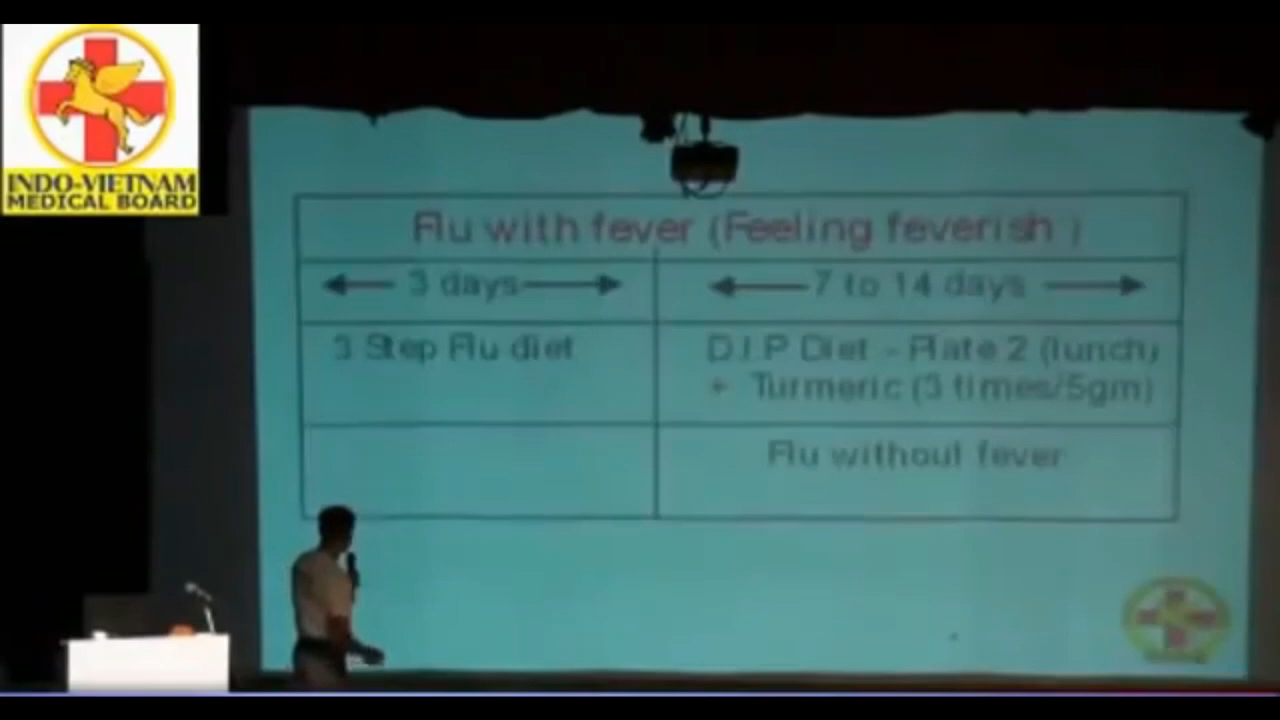 INDO-VIETNAM
MEDICAL BOARD
Flu with fever (Feeling feverish )
3 days
7 to 14 days
3 Step Flu diet
D.I.P Diet - Plate 2 (lunch)
+ Turmeric (3 times/5gm)
Flu without fever